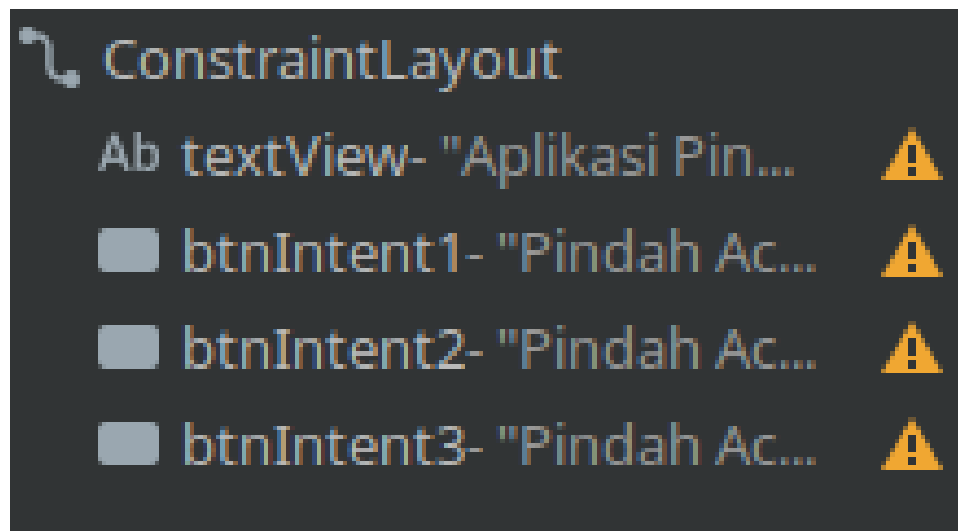 ConstraintLayout
Ab textView- "Aplikasi Pin...
btnIntent1- "Pindah Ac...
btnIntent2- "Pindah Ac...
btnIntent3- "Pindah Ac...